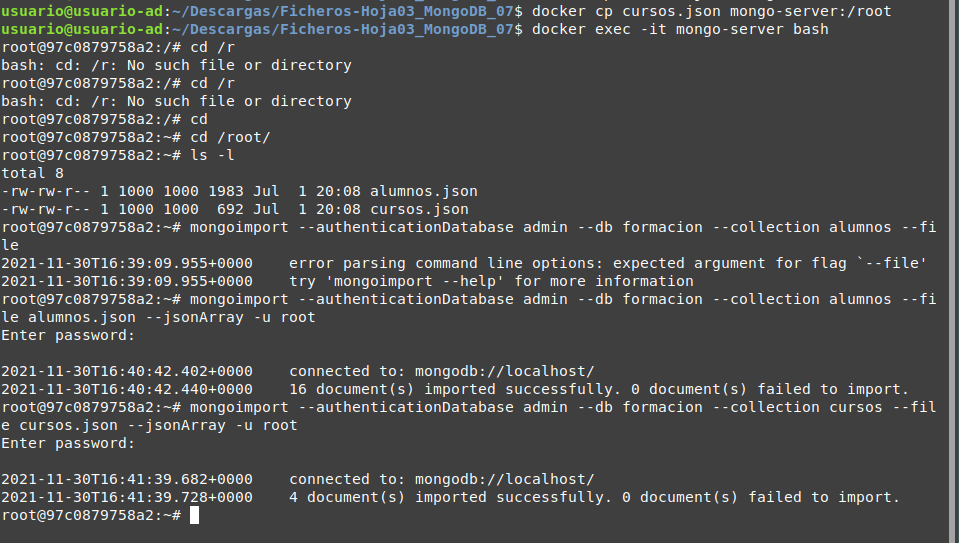 usuario@usuario-ad:~/Descargas/Ficheros-Hoja03_MongoDB_07$ docker cp cursos.json mongo-server:/root
usuario@usuario-ad:~/Descargas/Ficheros-Hoja03_MongoDB_07$ docker exec -it mongo-server bash
root@97c0879758a2:/# cd /r
bash: cd: /r: No such file or directory
root@97c0879758a2:/# cd /r
bash: cd: /r: No such file or directory
root@97c0879758a2:/# cd
root@97c0879758a2:~# cd /root/
root@97c0879758a2:~# ls -l
total 8
-rw-rw-r-- 1 1000 1000 1983 Jul  1 20:08 alumnos.json
-rw-rw-r-- 1 1000 1000  692 Jul  1 20:08 cursos.json
root@97c0879758a2:~# mongoimport --authenticationDatabase admin --db formacion --collection alumnos --fi
le
2021-11-30T16:39:09.955+0000    error parsing command line options: expected argument for flag `--file'
2021-11-30T16:39:09.955+0000    try 'mongoimport --help' for more information
root@97c0879758a2:~# mongoimport --authenticationDatabase admin --db formacion --collection alumnos --fi
le alumnos.json --jsonArray -u root
Enter password:
2021-11-30T16:40:42.402+0000    connected to: mongodb://localhost/
2021-11-30T16:40:42.440+0000    16 document(s) imported successfully. 0 document(s) failed to import.
root@97c0879758a2:~# mongoimport --authenticationDatabase admin --db formacion --collection cursos --fil
e cursos.json --jsonArray -u root
Enter password:
2021-11-30T16:41:39.682+0000    connected to: mongodb://localhost/
2021-11-30T16:41:39.728+0000    4 document(s) imported successfully. 0 document(s) failed to import.
root@97c0879758a2:~#